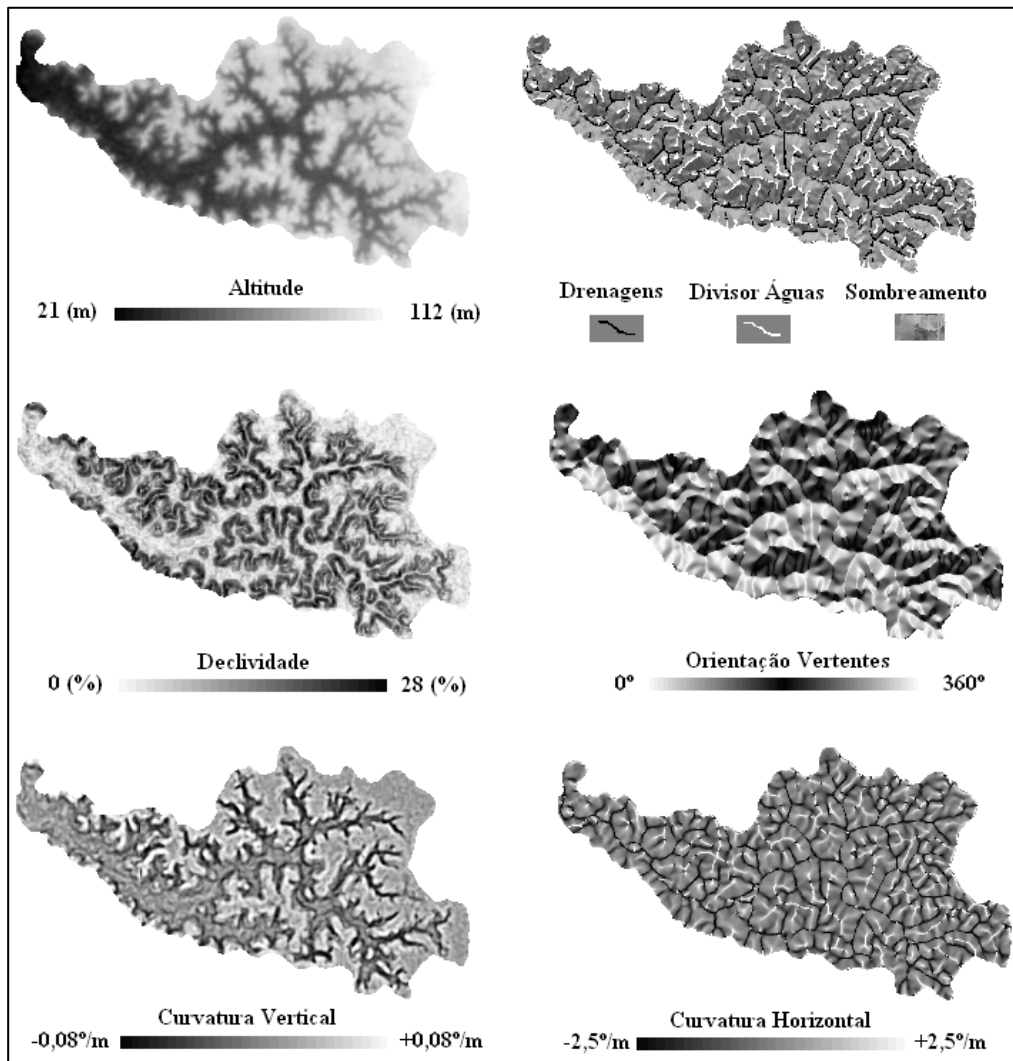 Altitude
21 (m) 112 (m)
Drenagens Divisor Águas Sombreamento
Declividade
0 (%) 28 (%)
Orientação Vertentes
0º 360º
Curvatura Vertical
-0,08º/m +0,08º/m
Curvatura Horizontal
-2,5º/m +2,5º/m